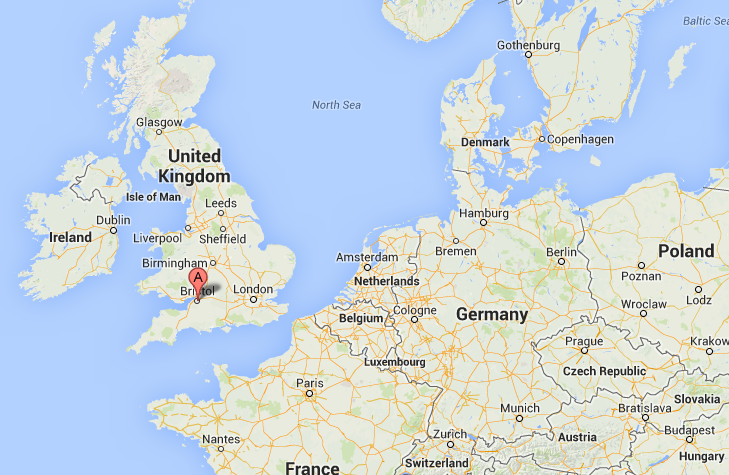 Baltic Sea
Gothenburg
North Sea
Glasgow
Denmark
Copenhagen
United
Kingdom
Isle of Man
Leeds
Dublin
Ireland
Liverpool
Sheffield
Hamburg
Bremen
Berlin
Poland
Birmingham
Amsterdam
Netherlands
Poznan
A
Bristol
London
Lodz
Wroclaw
Belgium
Cologne
Germany
Prague
Krakow
Luxembourg
Czech Republic
Paris
Slovakia
Munich
Bratislava
Nantes
Zurich
Austria
Budapest
Switzerland
Hungary
France